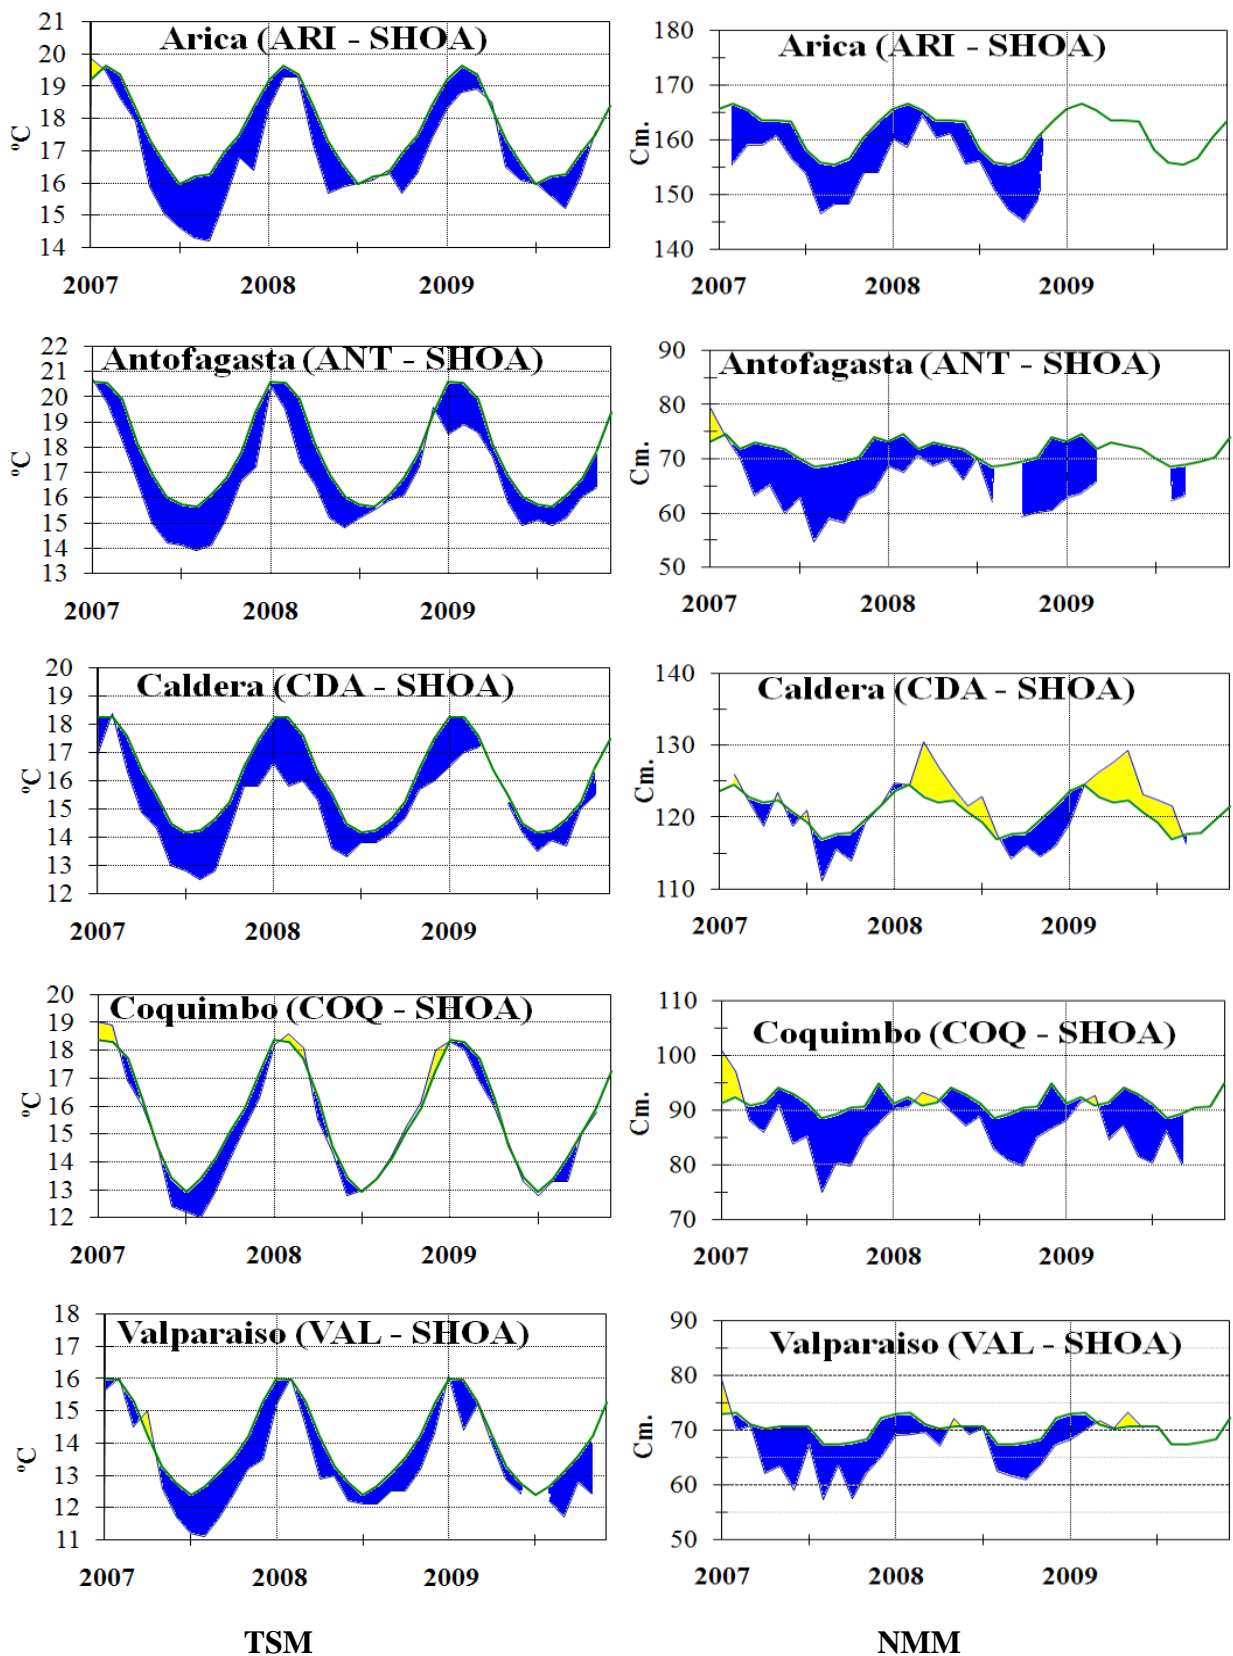 Arica (ARI - SHOA)
21
20
19
18
17
16
15
14
ºC
2007 2008 2009
Arica (ARI - SHOA)
180
170
160
150
140
Cm.
2007 2008 2009
Antofagasta (ANT - SHOA)
22
21
20
19
18
17
16
15
14
13
ºC
2007 2008 2009
Antofagasta (ANT - SHOA)
90
80
70
60
50
Cm.
2007 2008 2009
Caldera (CDA - SHOA)
20
19
18
17
16
15
14
13
12
ºC
2007 2008 2009
Caldera (CDA - SHOA)
140
130
120
110
Cm.
2007 2008 2009
Coquimbo (COQ - SHOA)
20
19
18
17
16
15
14
13
12
ºC
2007 2008 2009
Coquimbo (COQ - SHOA)
110
100
90
80
70
Cm.
2007 2008 2009
Valparaiso (VAL - SHOA)
18
17
16
15
14
13
12
11
ºC
2007 2008 2009
Valparaiso (VAL - SHOA)
90
80
70
60
50
Cm.
2007 2008 2009
TSM
NMM